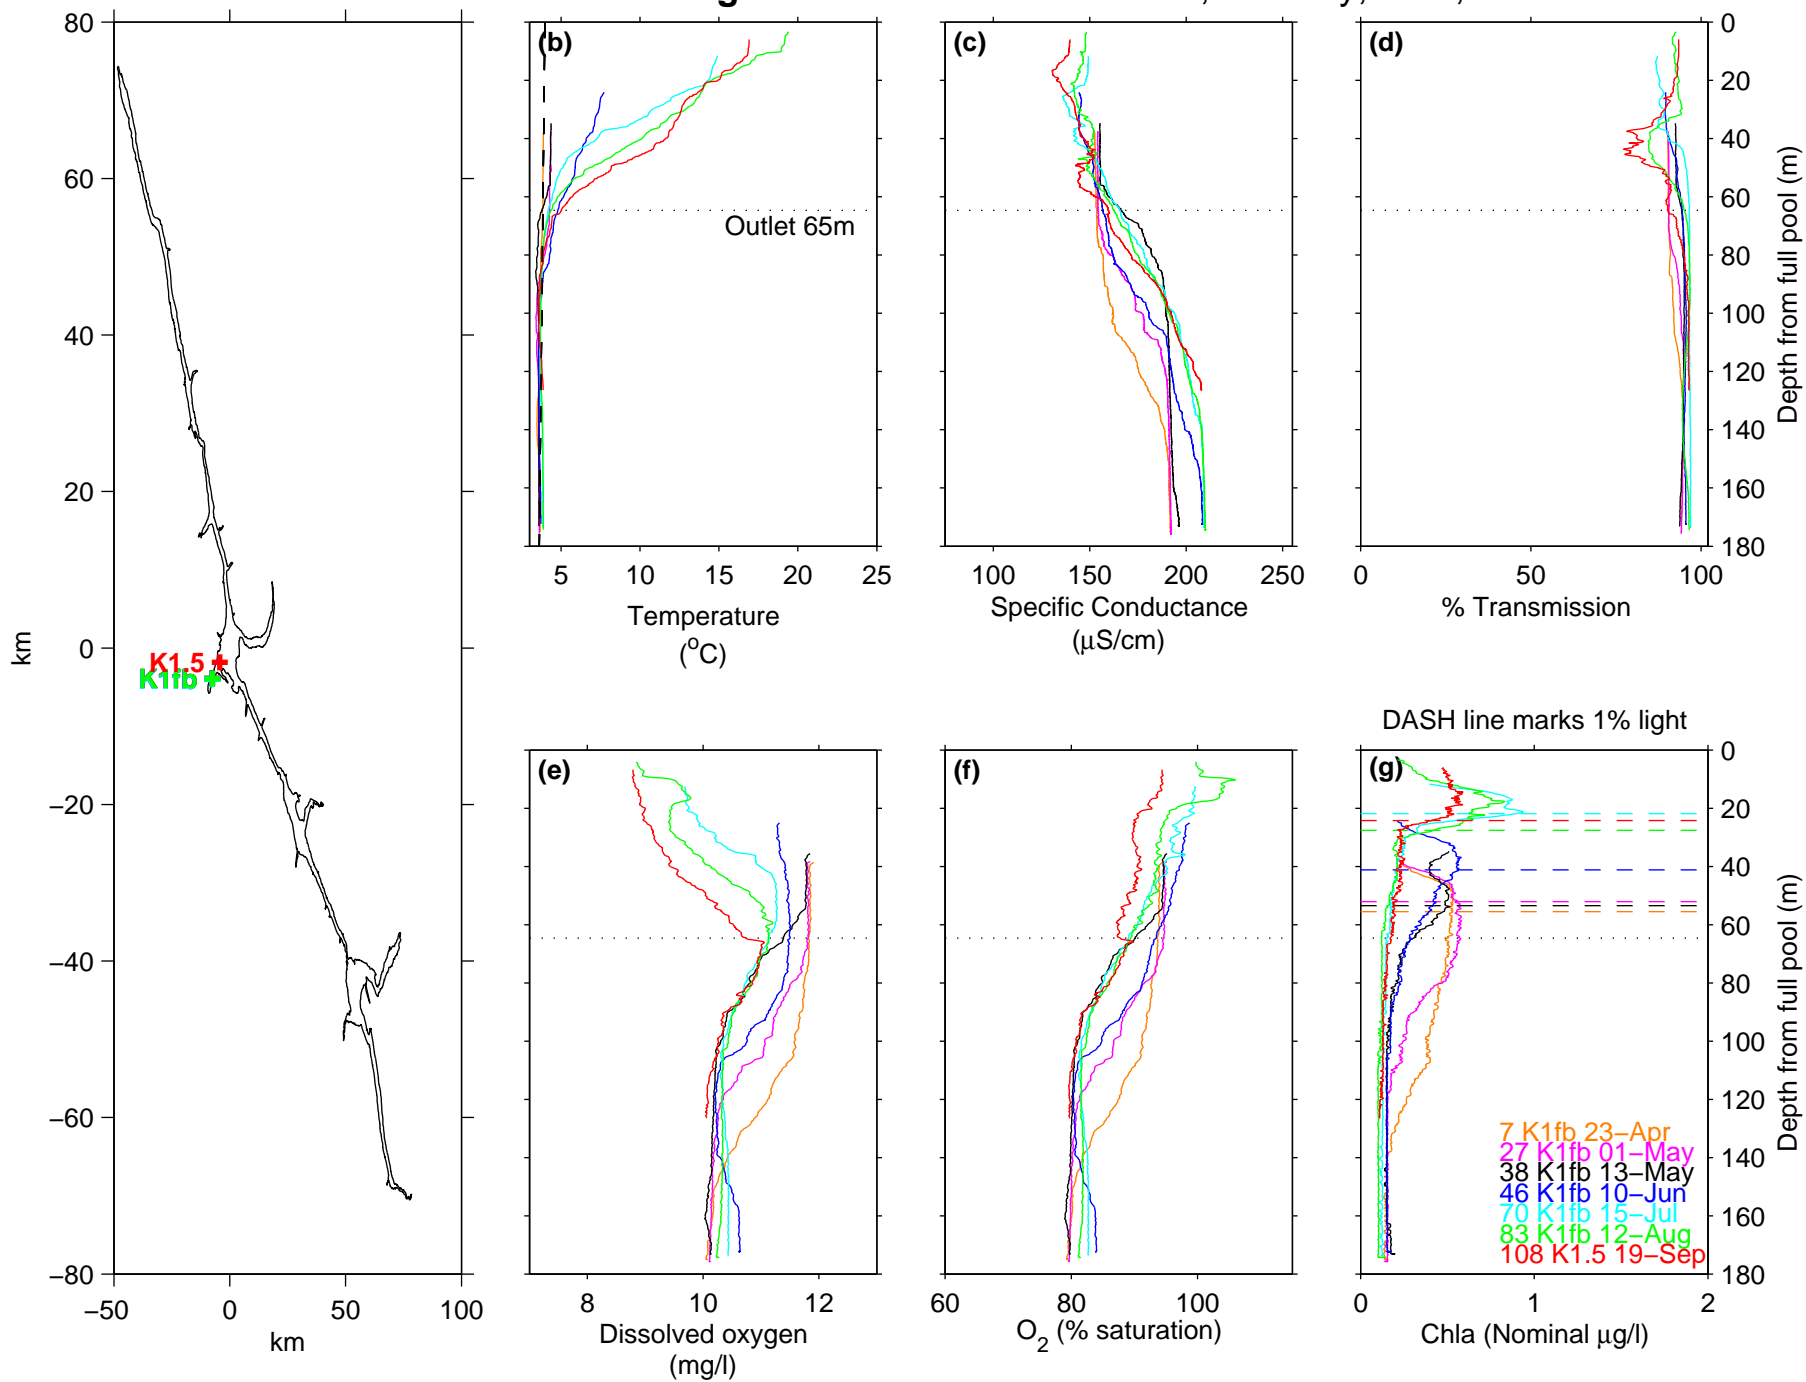 80
60
40
20
0
−20
−40
−60
−80
km
−50
0
50
100
km
K1.5
K1fb
(b)
Outlet 65m
5
10
15
20
25
Temperature
(°C)
(c)
100
150
200
250
Specific Conductance
(μS/cm)
(d)
0
50
100
% Transmission
0
20
40
60
80
100
120
140
160
180
Depth from full pool (m)
(e)
8
10
12
Dissolved oxygen
(mg/l)
(f)
60
80
100
O2 (% saturation)
DASH line marks 1% light
(g)
7 K1fb 23−Apr
27 K1fb 01−May
38 K1fb 13−May
46 K1fb 10−Jun
70 K1fb 15−Jul
83 K1fb 12−Aug
108 K1.5 19−Sep
0
1
2
Chla (Nominal μg/l)
0
20
40
60
80
100
120
140
160
180
Depth from full pool (m)